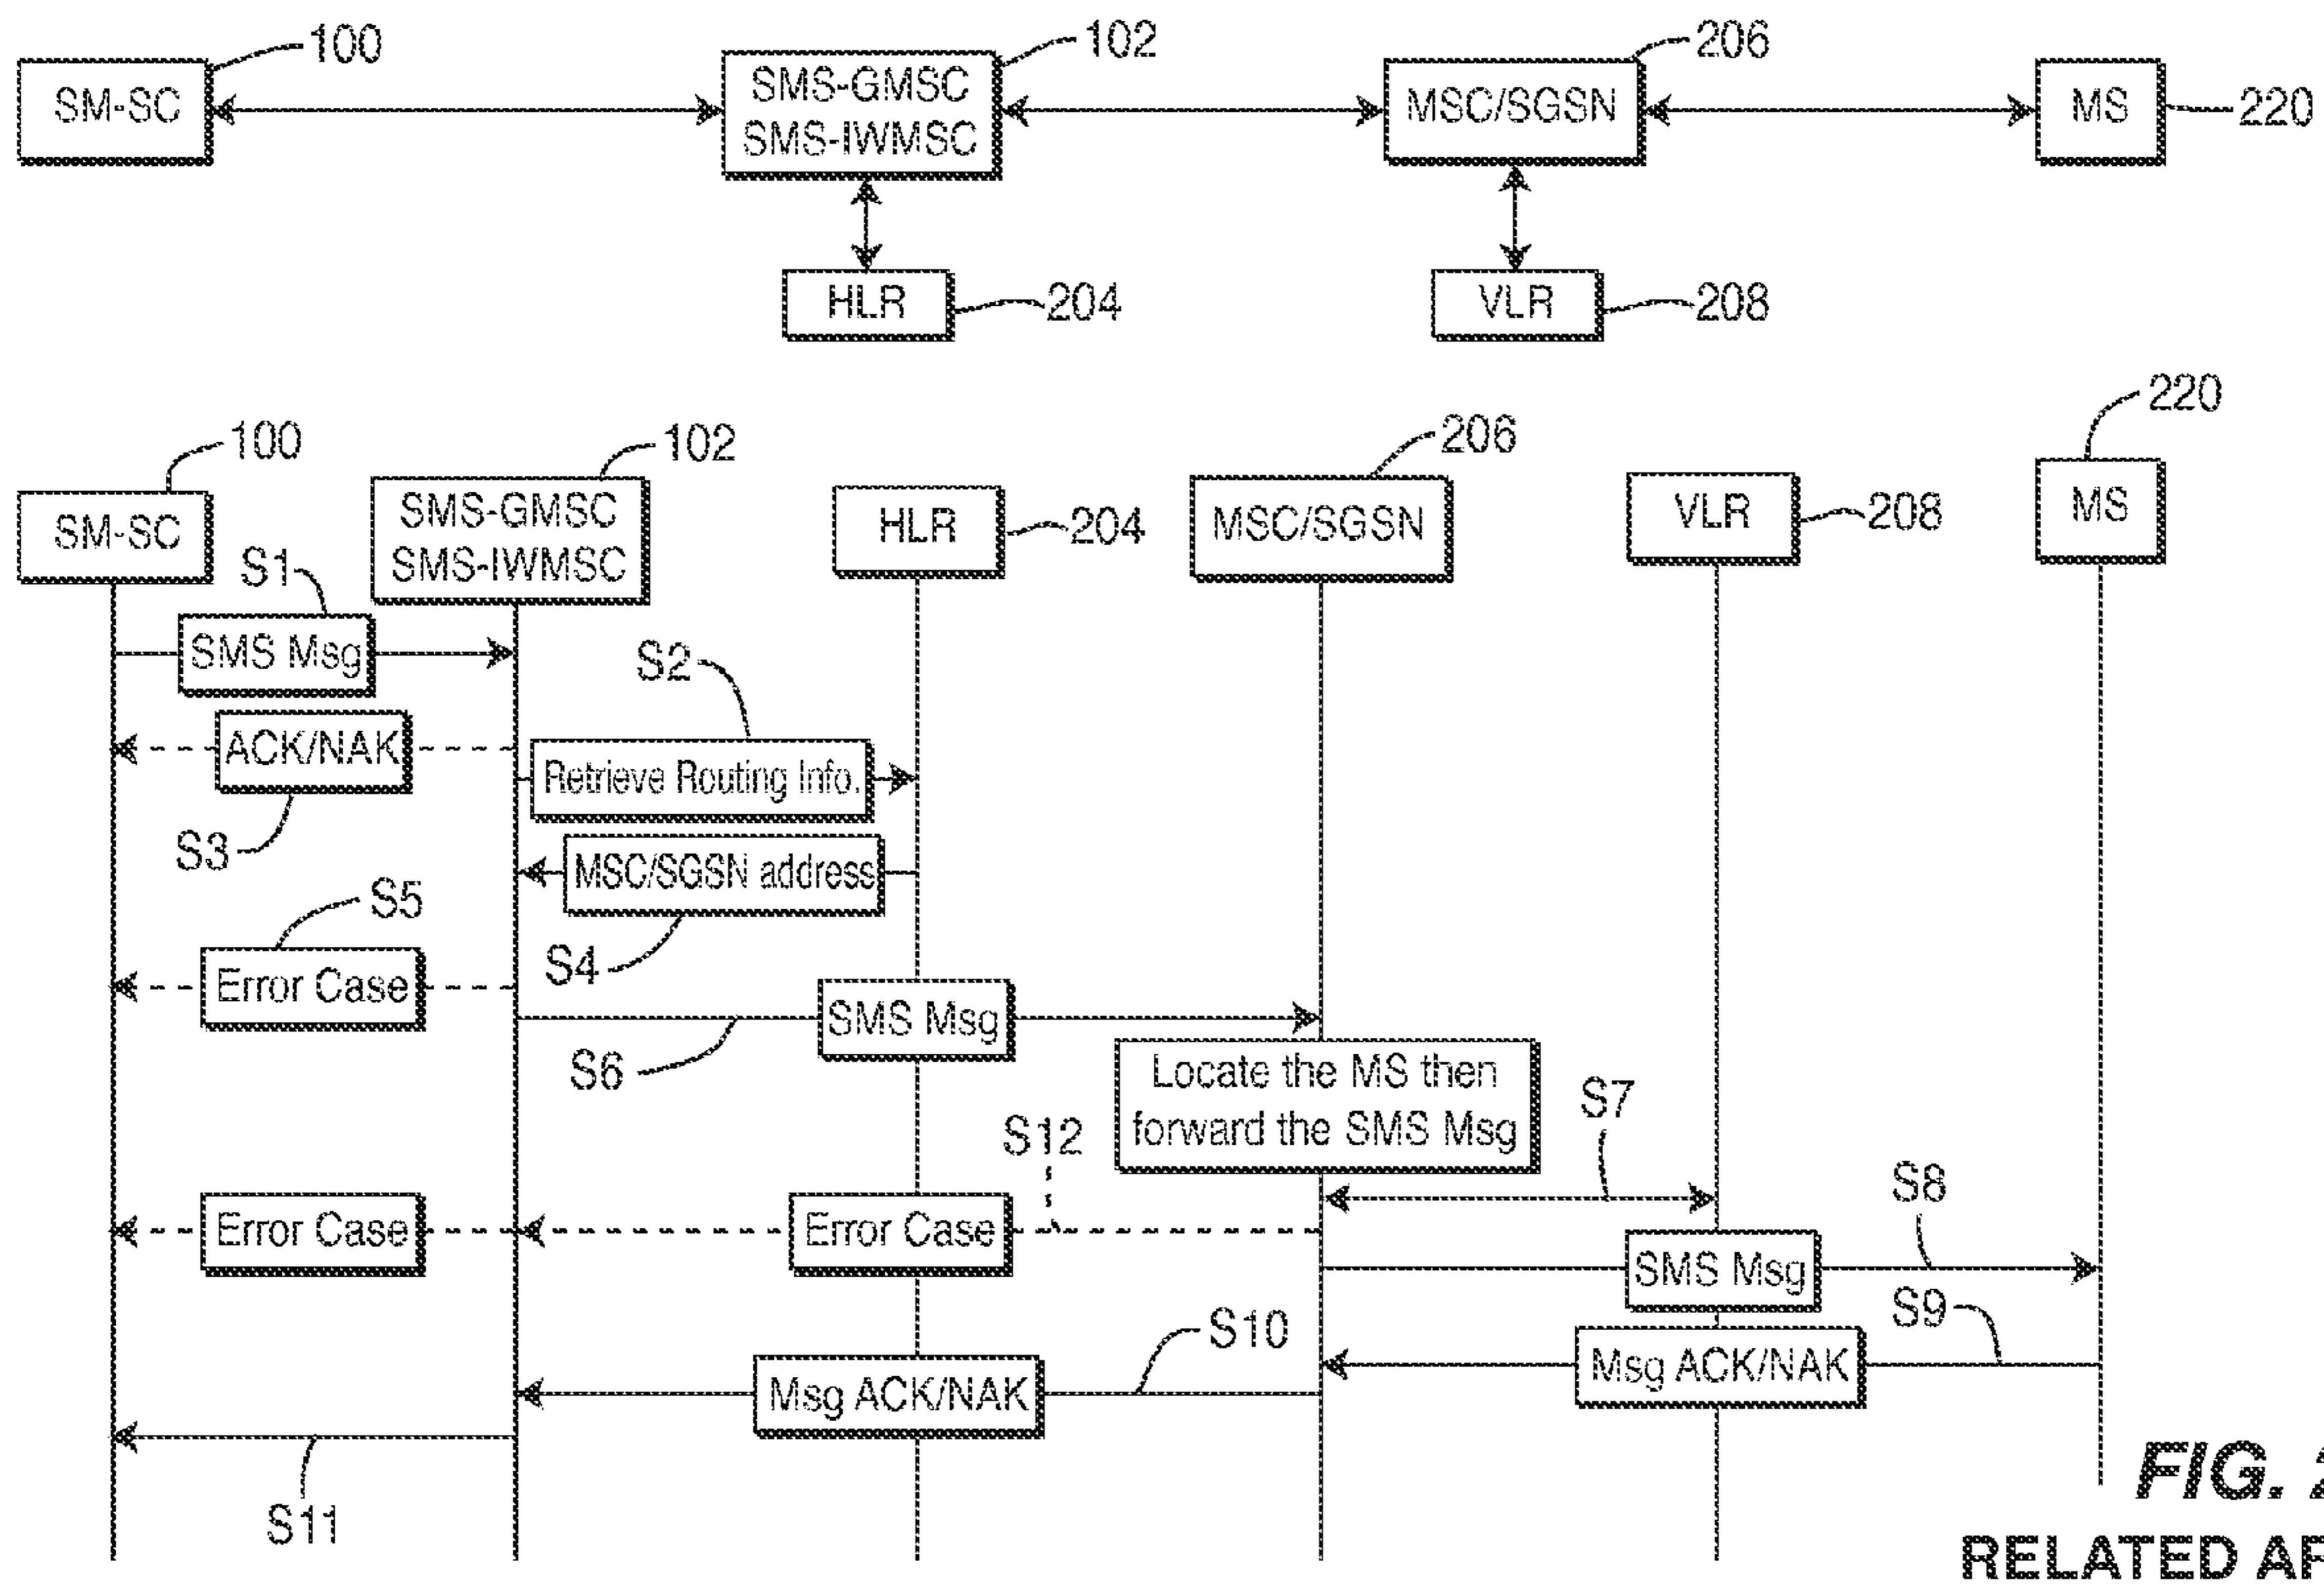 100
102
206
SM-SC
SMS-GMSC
SMS-IWMSC
MSC/SGSN
MS
220
HLR
204
VLR
208
220
100
102
206
SM-SC
SMS-GMSC
SMS-IWMSC
HLR
204
MSC/SGSN
VLR
208
MS
S1
SMS Msg
S2
ACK/NAK
Retrieve Routing Info.
S3
MSC/SGSN address
S5
S4
Error Case
SMS Msg
S6
Locate the MS then
forward the SMS Msg
S7
S12
S8
Error Case
Error Case
SMS Msg
S9
S10
Msg ACK/NAK
Msg ACK/NAK
S11
FIG. 2
RELATED AR